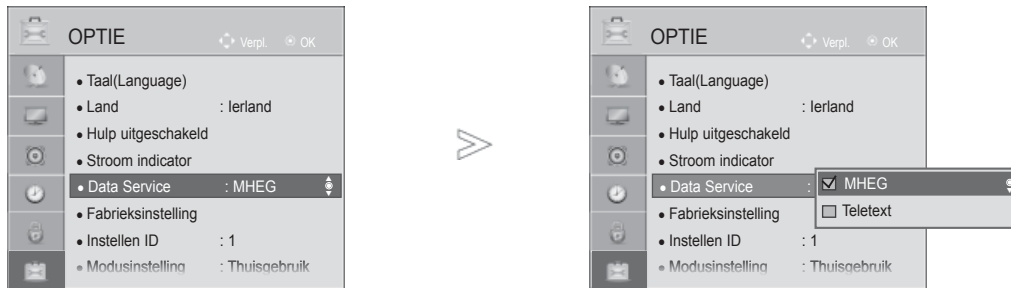 OPTIE Verpl. OK
• Taal(Language)
• Land : Ierland
• Hulp uitgeschakeld
• Stroom indicator
• Data Service : MHEG
• Fabrieksinstelling
• Instellen ID : 1
• Modusinstelling : Thuisgebruik
OPTIE Verpl. OK
• Taal(Language)
• Land : Ierland
• Hulp uitgeschakeld
• Stroom indicator
• Data Service : MHEG
Teletext
• Fabrieksinstelling
• Instellen ID : 1
• Modusinstelling : Thuisgebruik